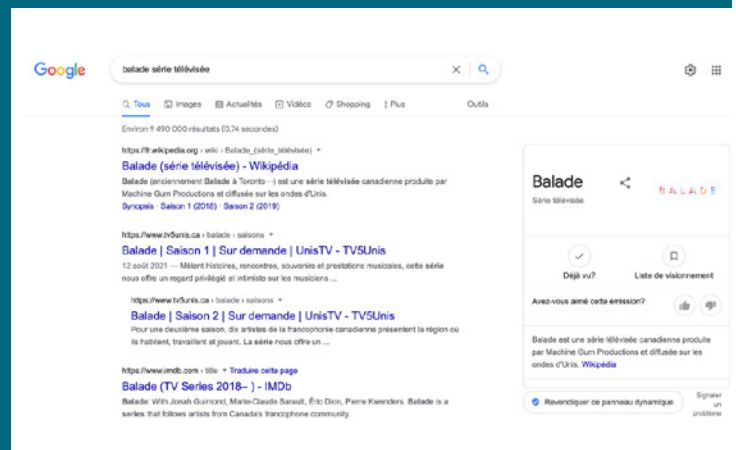 Google
balade série télévisée
Tous Images Actualités Vidéos Shopping Plus Outils
Environ 9 490 000 résultats (0,74 secondes)
https://fr.wikipedia.org › wiki › Balade_(série_télévisée)
Balade (série télévisée) - Wikipédia
Balade (anciennement Balade à Toronto --) est une série télévisée canadienne produite par
Machine Gum Productions et diffusée sur les ondes d'Unis.
Synopsis · Saison 1 (2018) · Saison 2 (2019)
https://www.tv5unis.ca › balade › saisons
Balade | Saison 1 | Sur demande | UnisTV - TV5Unis
12 août 2021 — Mêlant histoires, rencontres, souvenirs et prestations musicales, cette série
nous offre un regard privilégié et intimiste sur les musiciens ...
https://www.tv5unis.ca › balade › saisons
Balade | Saison 2 | Sur demande | UnisTV - TV5Unis
Pour une deuxième saison, dix artistes de la francophonie canadienne présentent la région où
ils habitent, travaillent et jouent. La série nous offre un ...
https://www.imdb.com › title Traduire cette page
Balade (TV Series 2018– ) - IMDb
Balade: With Jonah Guimond, Marie-Claude Sarault, Éric Dion, Pierre Kwenders. Balade is a
series that follows artists from Canada's francophone community.
Balade
Série télévisée
BALADE
Déjà vu? Liste de visionnement
Avez-vous aimé cette émission?
Balade est une série télévisée canadienne produite
par Machine Gum Productions et diffusée sur les
ondes d'Unis. Wikipédia
Revendiquer ce panneau dynamique
Signaler
un
problème